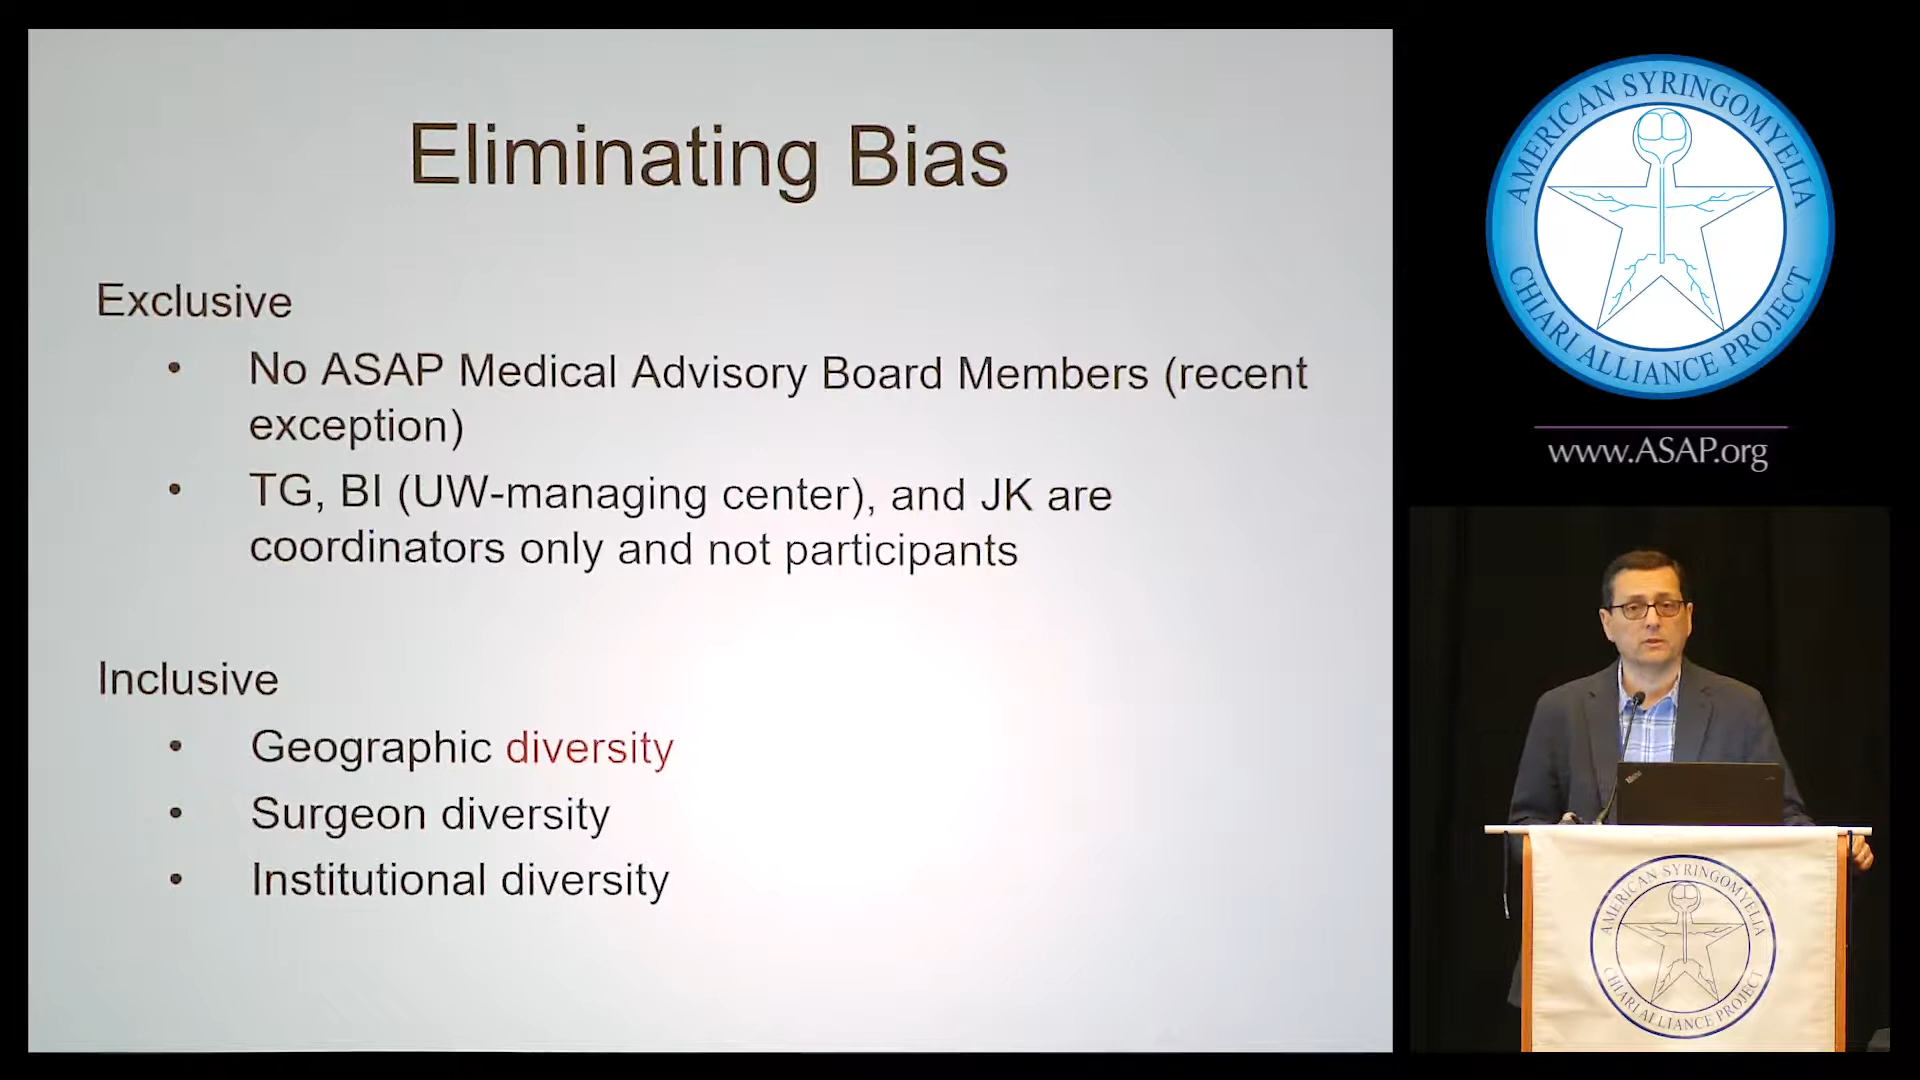 Eliminating Bias
Exclusive
• No ASAP Medical Advisory Board Members (recent
exception)
• TG, BI (UW-managing center), and JK are
coordinators only and not participants
Inclusive
• Geographic diversity
• Surgeon diversity
• Institutional diversity
AMERICAN SYRINGOMYELIA
CHIARI ALLIANCE PROJECT
www.ASAP.org
AMERICAN SYRINGOMYELIA
CHIARI ALLIANCE PROJECT